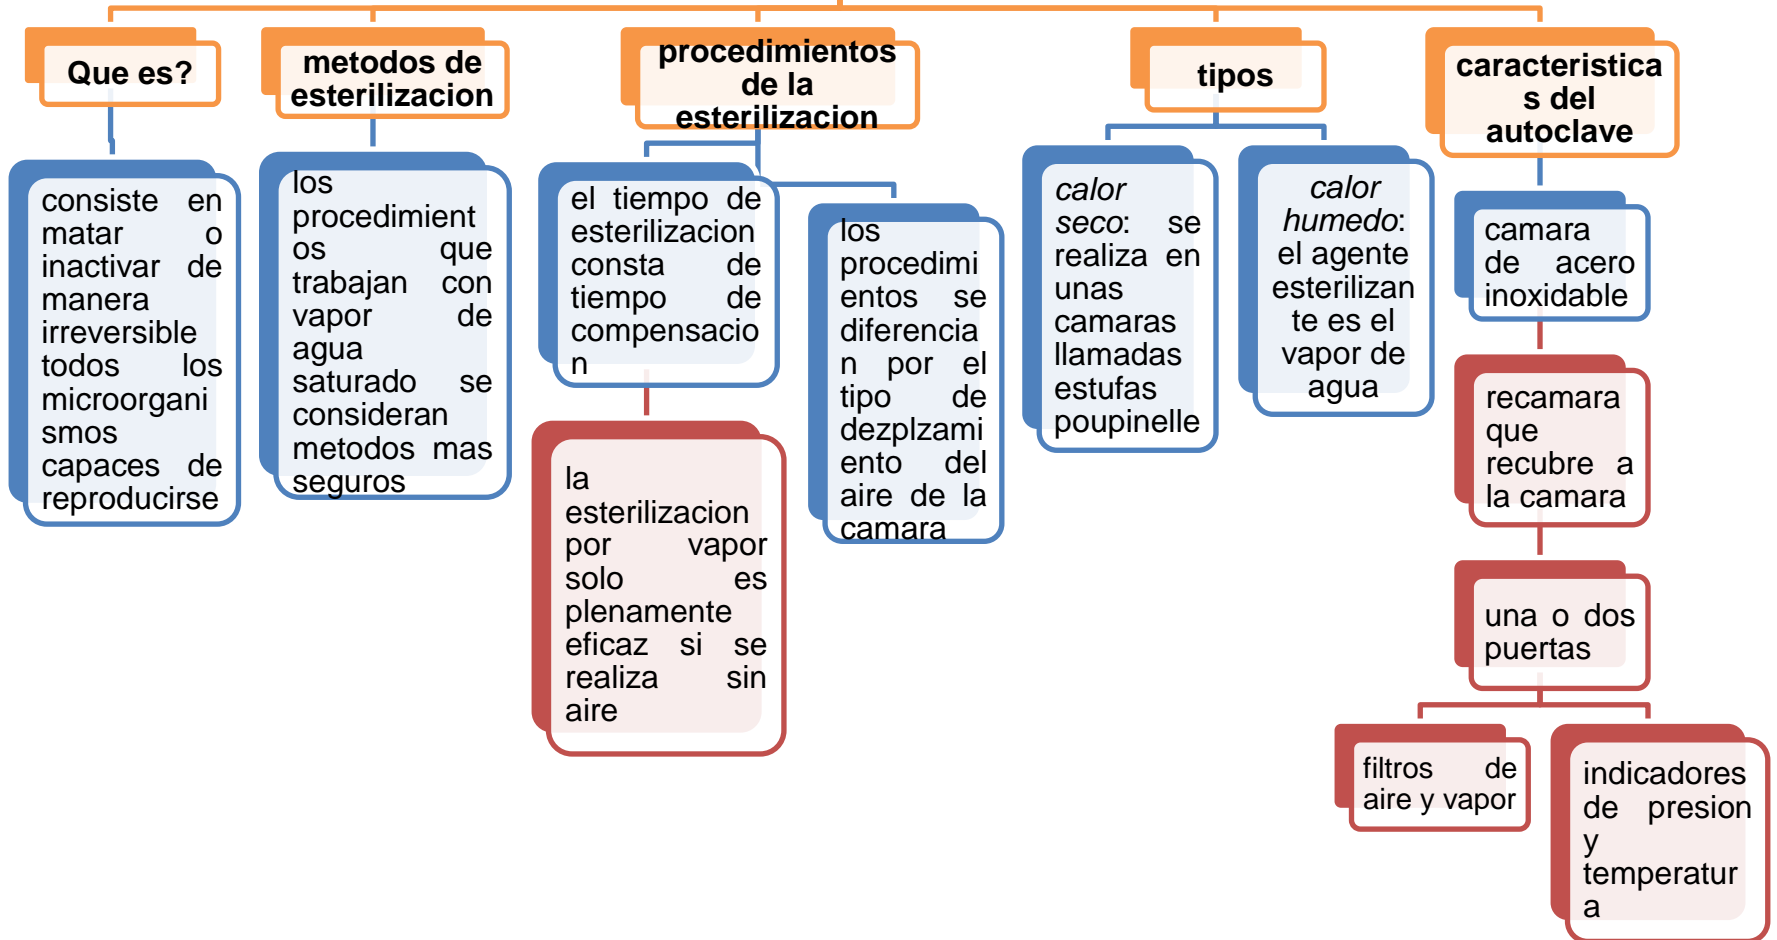 Que es?
metodos de
esterilizacion
procedimientos
de la
esterilizacion
tipos
caracteristica
s del
autoclave
consiste en
matar o
inactivar de
manera
irreversible
todos los
microorgani
smos
capaces de
reproducirse
los
procedimient
os que
trabajan con
vapor de
agua
saturado se
consideran
metodos mas
seguros
el tiempo de
esterilizacion
consta de
tiempo de
compensacio
n
la
esterilizacion
por vapor
solo es
plenamente
eficaz si se
realiza sin
aire
los
procedimi
entos se
diferencia
n por el
tipo de
dezplzami
ento del
aire de la
camara
calor
seco: se
realiza en
unas
camaras
llamadas
estufas
poupinelle
calor
humedo:
el agente
esterilizan
te es el
vapor de
agua
camara
de acero
inoxidable
recamara
que
recubre a
la camara
una o dos
puertas
filtros de
aire y vapor
indicadores
de presion
y
temperatur
a